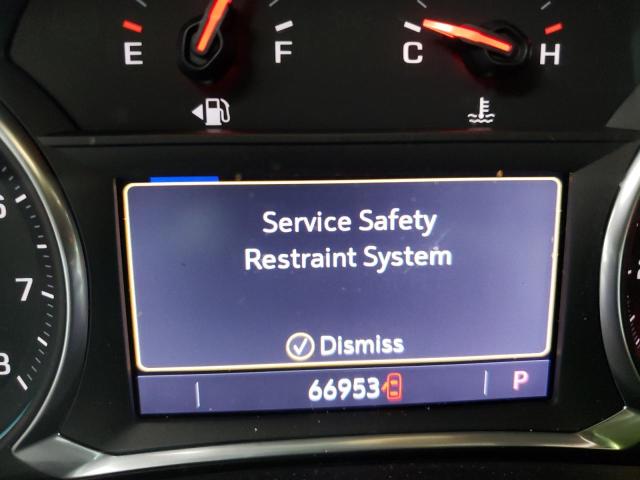 E F C H
6
Service Safety
Restraint System
7
Dismiss
8
66953 P